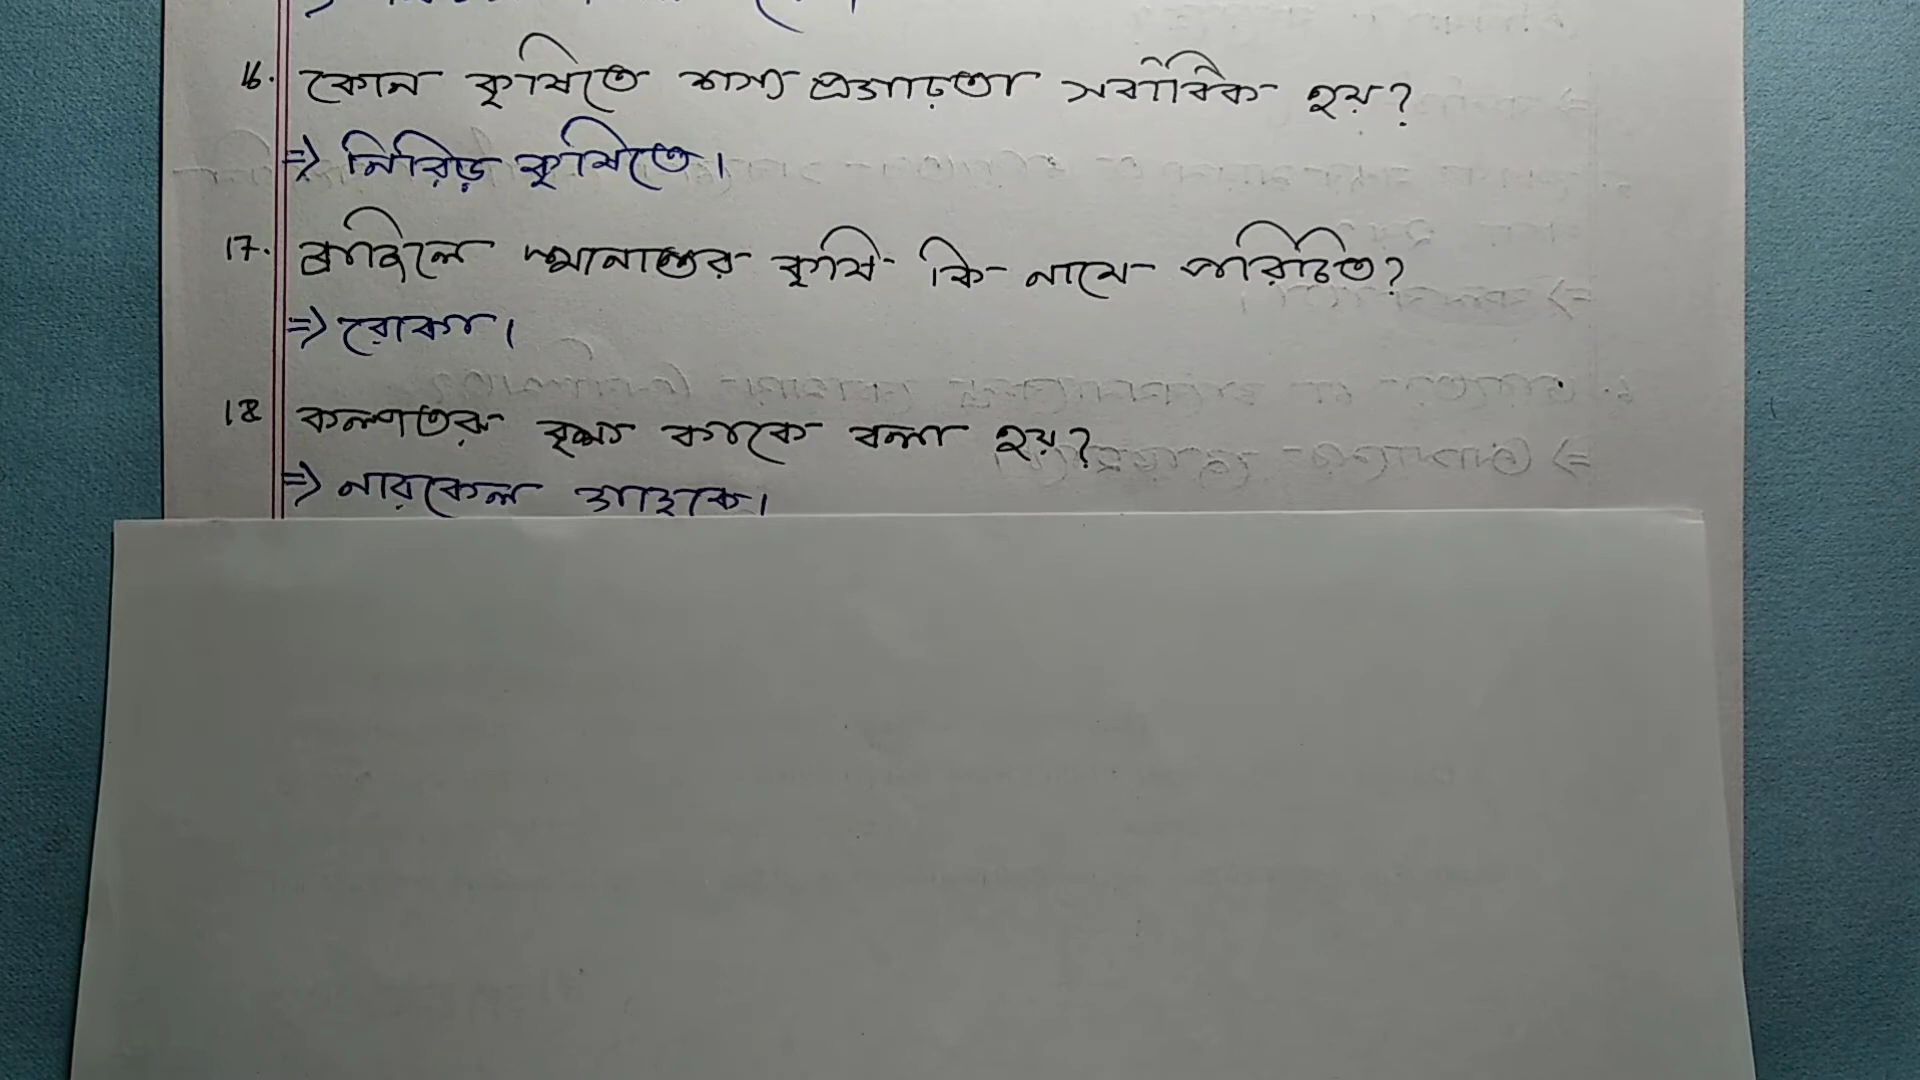 16. কোন কৃষিতে শস্য প্রগাঢ়তা সর্বাধিক হয়?
=> নিবিড় কৃষিতে।
17. ব্রাজিলে স্থানান্তর কৃষি কি নামে পরিচিত?
=> রোকা।
18 কল্পতরু বৃক্ষ কাকে বলা হয়?
=> নারকেল গাছকে।